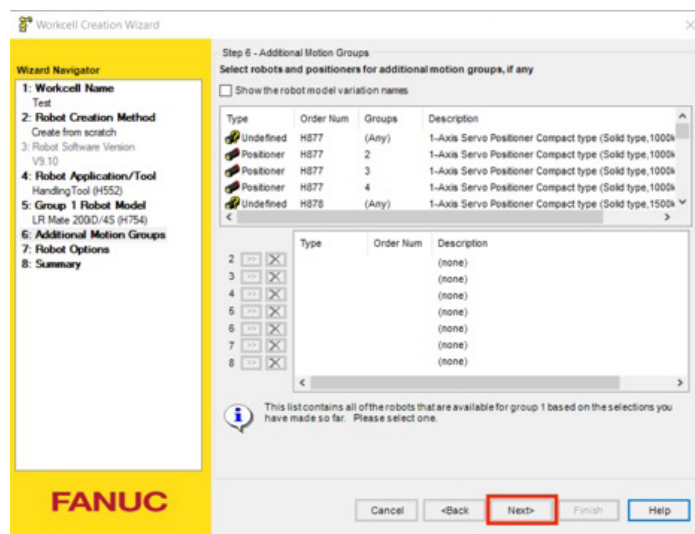 Workcell Creation Wizard
Wizard Navigator
1: Workcell Name
Test
2: Robot Creation Method
Create from scratch
3: Robot Software Version
V9.10
4: Robot Application/Tool
HandlingTool (H552)
5: Group 1 Robot Model
LR Mate 200iD/4S (H754)
6: Additional Motion Groups
7: Robot Options
8: Summary
FANUC
Step 6 - Additional Motion Groups
Select robots and positioners for additional motion groups, if any
Show the robot model variation names
Type Order Num Groups Description
Undefined H877 (Any) 1-Axis Servo Positioner Compact type (Solid type,1000k
Positioner H877 2 1-Axis Servo Positioner Compact type (Solid type,1000k
Positioner H877 3 1-Axis Servo Positioner Compact type (Solid type,1000k
Positioner H877 4 1-Axis Servo Positioner Compact type (Solid type,1000k
Undefined H878 (Any) 1-Axis Servo Positioner Compact type (Solid type,1500k
Type Order Num Description
2 >> (none)
3 >> (none)
4 >> (none)
5 >> (none)
6 >> (none)
7 >> (none)
8 >> (none)
This list contains all of the robots that are available for group 1 based on the selections you
have made so far. Please select one.
Cancel <Back Next> Finish Help